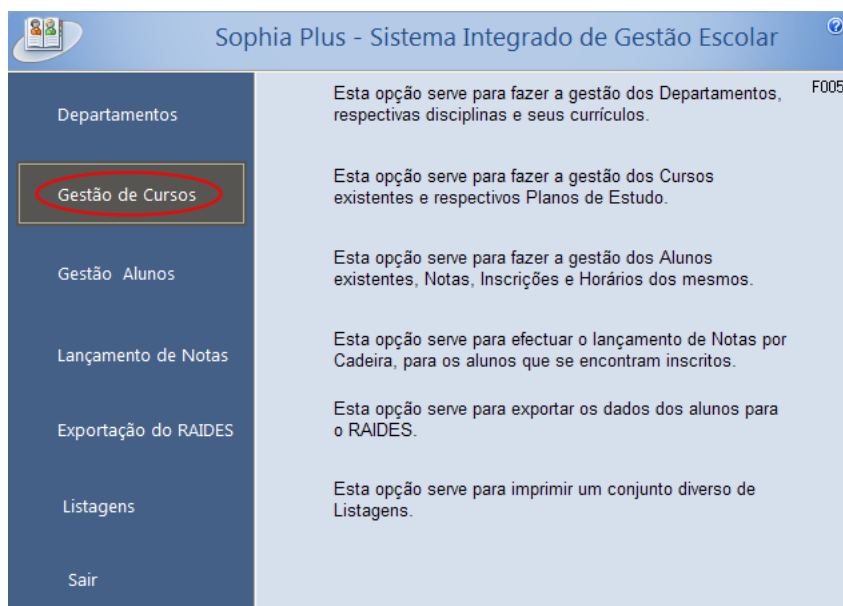 Sophia Plus - Sistema Integrado de Gestão Escolar
F005
Departamentos
Esta opção serve para fazer a gestão dos Departamentos,
respectivas disciplinas e seus currículos.
Gestão de Cursos
Esta opção serve para fazer a gestão dos Cursos
existentes e respectivos Planos de Estudo.
Gestão Alunos
Esta opção serve para fazer a gestão dos Alunos
existentes, Notas, Inscrições e Horários dos mesmos.
Lançamento de Notas
Esta opção serve para efectuar o lançamento de Notas por
Cadeira, para os alunos que se encontram inscritos.
Exportação do RAIDES
Esta opção serve para exportar os dados dos alunos para
o RAIDES.
Listagens
Esta opção serve para imprimir um conjunto diverso de
Listagens.
Sair